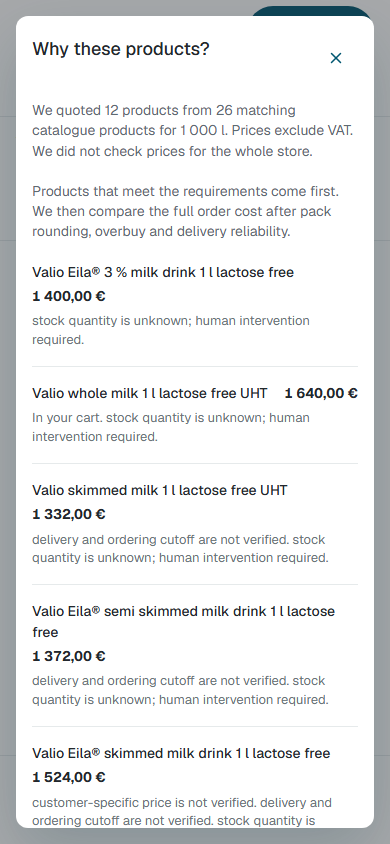 Why these products?
We quoted 12 products from 26 matching
catalogue products for 1 000 l. Prices exclude VAT.
We did not check prices for the whole store.
Products that meet the requirements come first.
We then compare the full order cost after pack
rounding, overbuy and delivery reliability.
Valio Eila® 3 % milk drink 1 l lactose free
1 400,00 €
stock quantity is unknown; human intervention
required.
Valio whole milk 1 l lactose free UHT 1 640,00 €
In your cart. stock quantity is unknown; human
intervention required.
Valio skimmed milk 1 l lactose free UHT
1 332,00 €
delivery and ordering cutoff are not verified. stock
quantity is unknown; human intervention required.
Valio Eila® semi skimmed milk drink 1 l lactose
free
1 372,00 €
delivery and ordering cutoff are not verified. stock
quantity is unknown; human intervention required.
Valio Eila® skimmed milk drink 1 l lactose free
1 524,00 €
customer-specific price is not verified. delivery and
ordering cutoff are not verified. stock quantity is